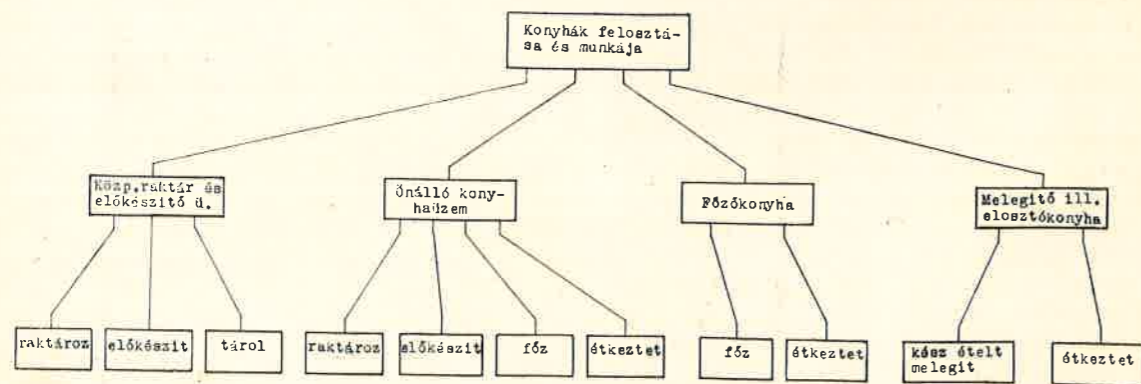 Konyhák felosztá-
sa és munkája
Közp.raktár és
előkészitő ü.
Önálló kony-
haüzem
Főzőkonyha
Melegitő ill.
elosztókonyha
raktároz
előkészit
tárol
raktároz
előkészit
főz
étkeztet
főz
étkeztet
kész ételt
melegit
étkeztet